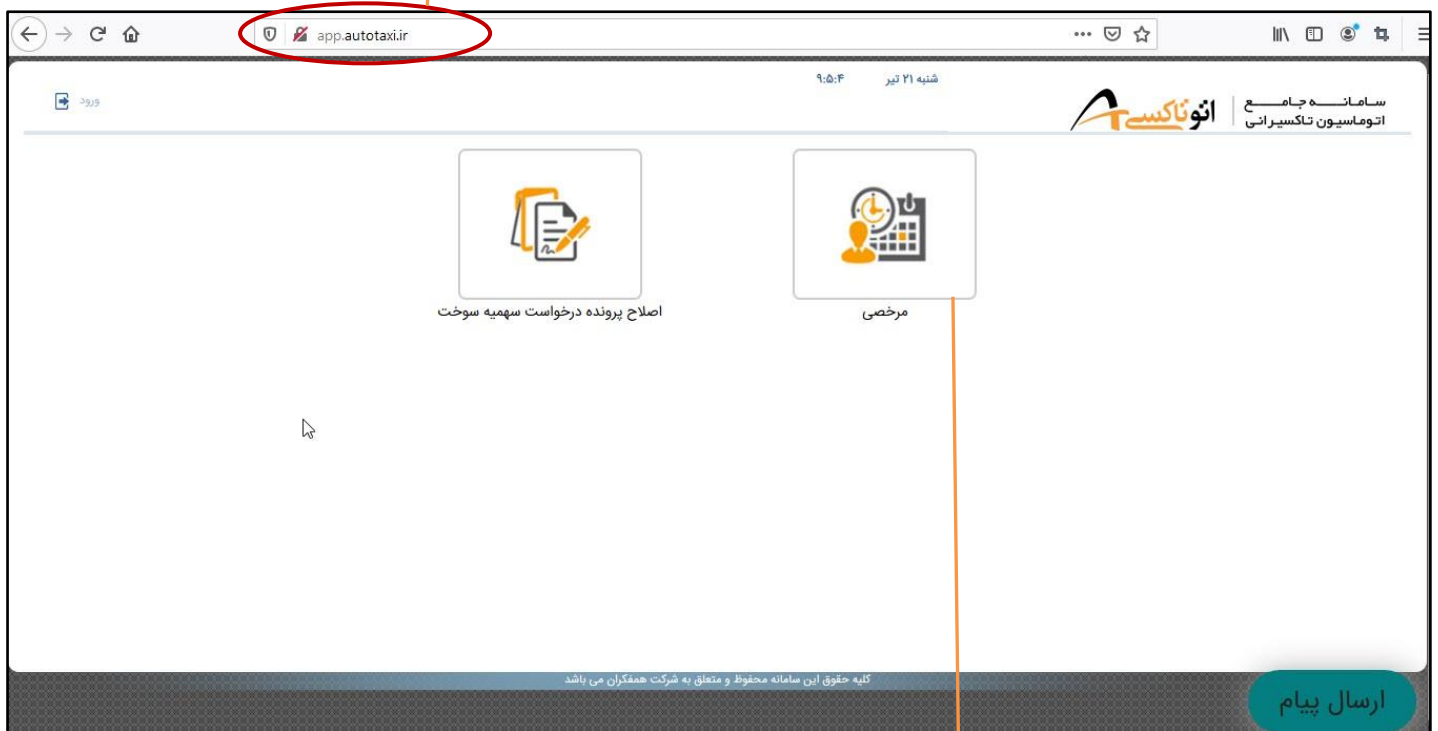 app.autotaxi.ir
شنبه ۲۱ تیر ۹:۵:۴
ورود
سامانه جامع
اتوماسیون تاکسیرانی
اتوتاکسی
مرخصی
اصلاح پرونده درخواست سهمیه سوخت
کلیه حقوق این سامانه محفوظ و متعلق به شرکت همفکران می باشد
ارسال پیام